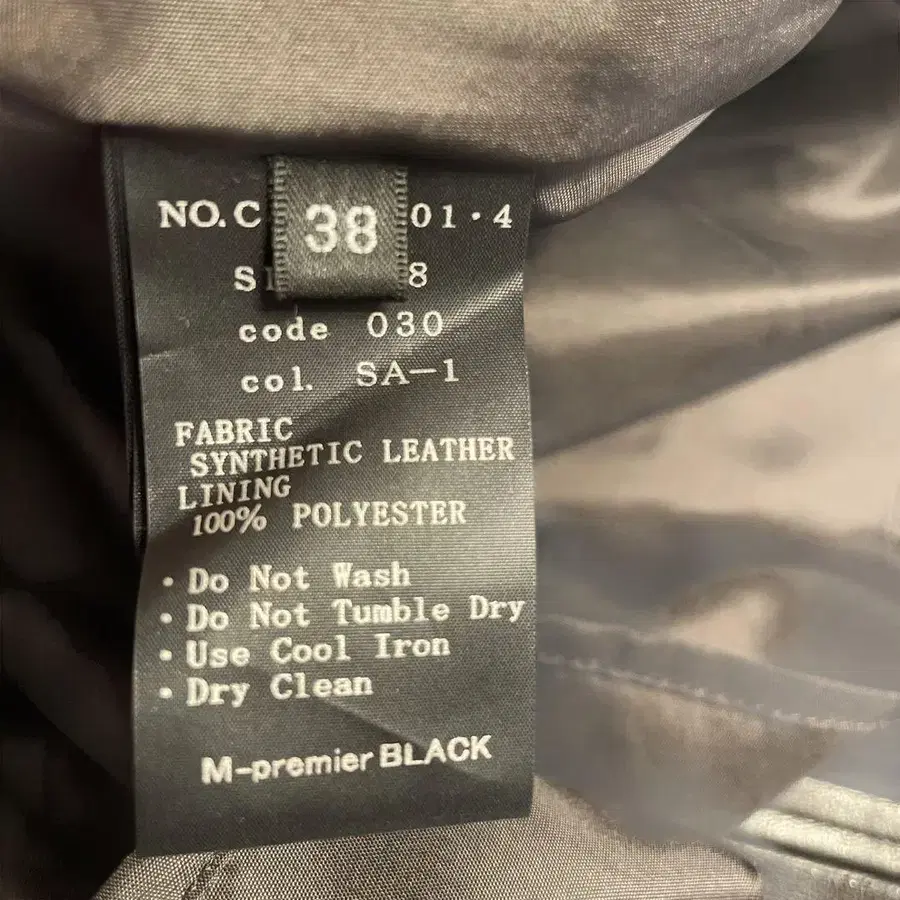 NO. C 38 01・4
8
code 030
col. SA-1
FABRIC
SYNTHETIC LEATHER
LINING
100% POLYESTER
・Do Not Wash
・Do Not Tumble Dry
・Use Cool Iron
・Dry Clean
M-premier BLACK